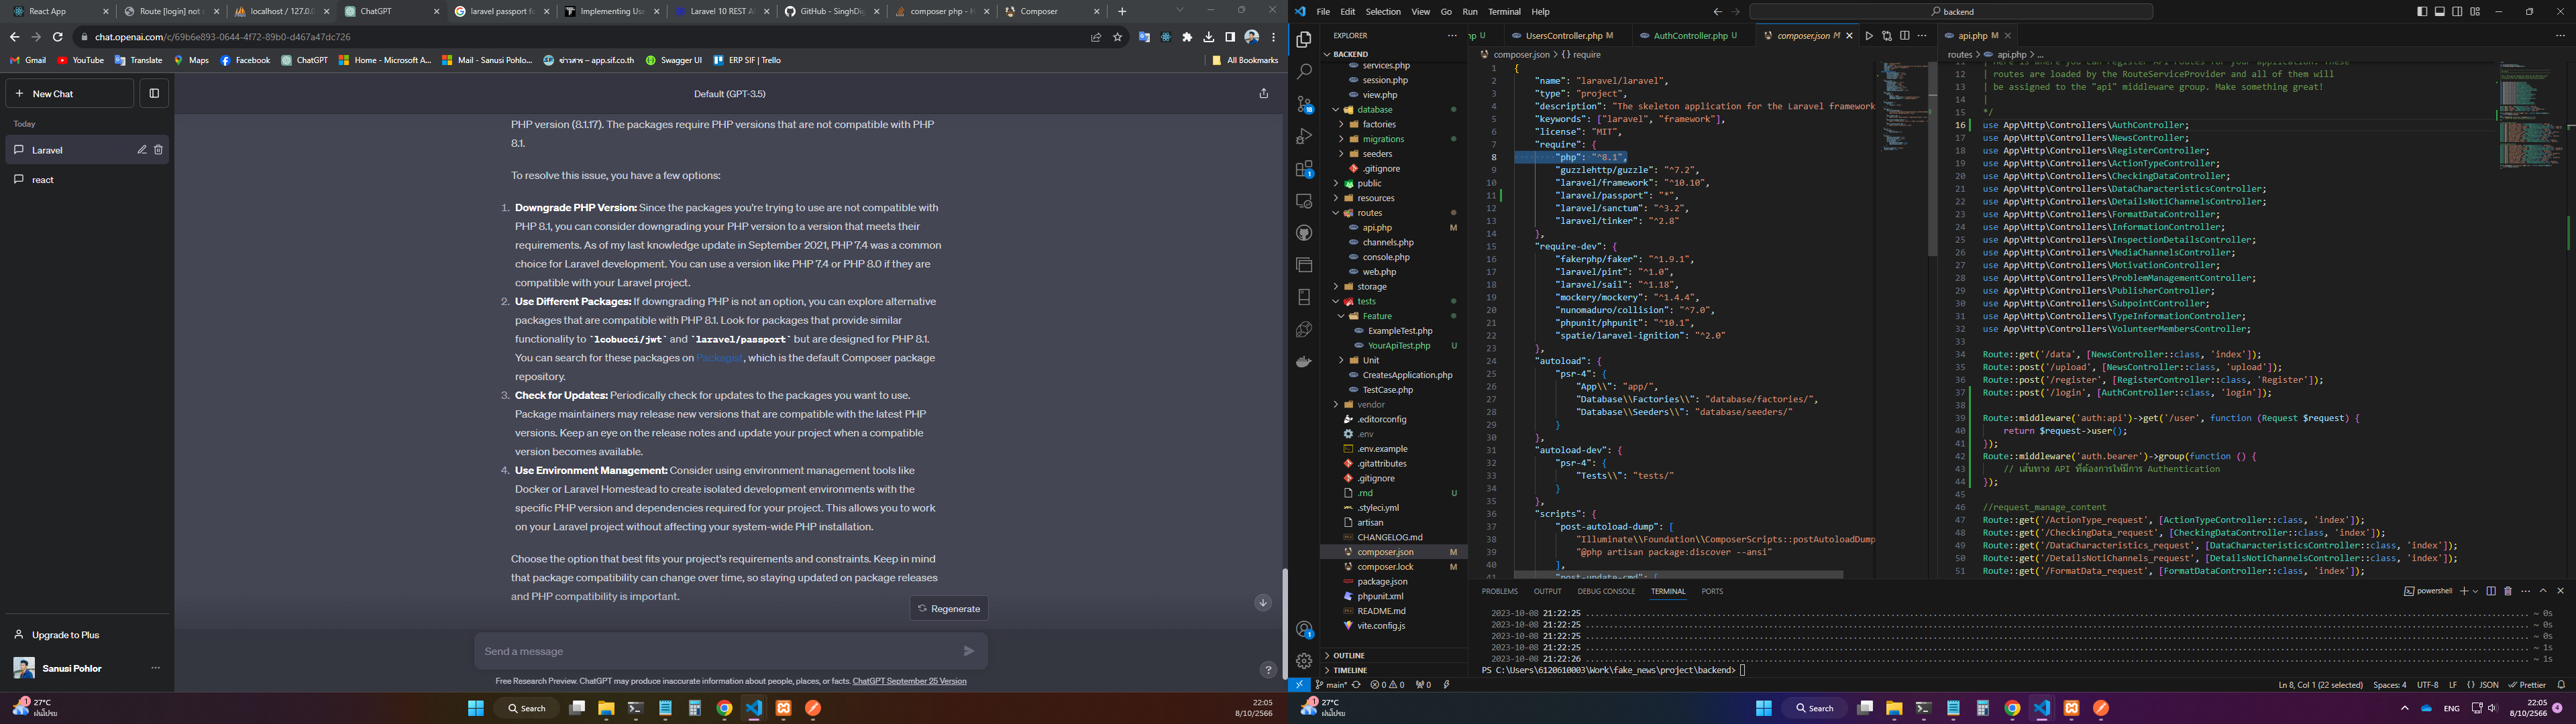 React App
Route [login] not
localhost / 127.0.0
ChatGPT
laravel passport fo
Implementing Use
Laravel 10 REST A
GitHub - SinghDig
composer php - H
Composer
chat.openai.com/c/69b6e893-0644-4f72-89b0-d467a47dc726
Gmail
YouTube
Translate
Maps
Facebook
ChatGPT
Home - Microsoft A...
Mail - Sanusi Pohlo...
ข่าวสาร – app.sif.co.th
Swagger UI
ERP SIF | Trello
All Bookmarks
New Chat
Today
Laravel
react
Upgrade to Plus
Sanusi Pohlor
Default (GPT-3.5)
PHP version (8.1.17). The packages require PHP versions that are not compatible with PHP
8.1.
To resolve this issue, you have a few options:
1. Downgrade PHP Version: Since the packages you're trying to use are not compatible with
PHP 8.1, you can consider downgrading your PHP version to a version that meets their
requirements. As of my last knowledge update in September 2021, PHP 7.4 was a common
choice for Laravel development. You can use a version like PHP 7.4 or PHP 8.0 if they are
compatible with your Laravel project.
2. Use Different Packages: If downgrading PHP is not an option, you can explore alternative
packages that are compatible with PHP 8.1. Look for packages that provide similar
functionality to `lcobucci/jwt` and `laravel/passport` but are designed for PHP 8.1.
You can search for these packages on Packagist, which is the default Composer package
repository.
3. Check for Updates: Periodically check for updates to the packages you want to use.
Package maintainers may release new versions that are compatible with the latest PHP
versions. Keep an eye on the release notes and update your project when a compatible
version becomes available.
4. Use Environment Management: Consider using environment management tools like
Docker or Laravel Homestead to create isolated development environments with the
specific PHP version and dependencies required for your project. This allows you to work
on your Laravel project without affecting your system-wide PHP installation.
Choose the option that best fits your project's requirements and constraints. Keep in mind
that package compatibility can change over time, so staying updated on package releases
and PHP compatibility is important.
Regenerate
Send a message
Free Research Preview. ChatGPT may produce inaccurate information about people, places, or facts. ChatGPT September 25 Version
27°C
ฝนโปรย
Search
22:05
8/10/2566
File Edit Selection View Go Run Terminal Help
backend
EXPLORER
BACKEND
services.php
session.php
view.php
database
factories
migrations
seeders
.gitignore
public
resources
routes
api.php M
channels.php
console.php
web.php
storage
tests
Feature
ExampleTest.php
YourApiTest.php U
Unit
CreatesApplication.php
TestCase.php
vendor
.editorconfig
.env
.env.example
.gitattributes
.gitignore
.rnd U
.styleci.yml
artisan
CHANGELOG.md
composer.json M
composer.lock M
package.json
phpunit.xml
README.md
vite.config.js
OUTLINE
TIMELINE
hp U
UsersController.php M
AuthController.php U
composer.json M
composer.json > {} require
1 {
2 "name": "laravel/laravel",
3 "type": "project",
4 "description": "The skeleton application for the Laravel framework
5 "keywords": ["laravel", "framework"],
6 "license": "MIT",
7 "require": {
8 "php": "^8.1",
9 "guzzlehttp/guzzle": "^7.2",
10 "laravel/framework": "^10.10",
11 "laravel/passport": "*",
12 "laravel/sanctum": "^3.2",
13 "laravel/tinker": "^2.8"
14 },
15 "require-dev": {
16 "fakerphp/faker": "^1.9.1",
17 "laravel/pint": "^1.0",
18 "laravel/sail": "^1.18",
19 "mockery/mockery": "^1.4.4",
20 "nunomaduro/collision": "^7.0",
21 "phpunit/phpunit": "^10.1",
22 "spatie/laravel-ignition": "^2.0"
23 },
24 "autoload": {
25 "psr-4": {
26 "App\\": "app/",
27 "Database\\Factories\\": "database/factories/",
28 "Database\\Seeders\\": "database/seeders/"
29 }
30 },
31 "autoload-dev": {
32 "psr-4": {
33 "Tests\\": "tests/"
34 }
35 },
36 "scripts": {
37 "post-autoload-dump": [
38 "Illuminate\\Foundation\\ComposerScripts::postAutoloadDump
39 "@php artisan package:discover --ansi"
40 ],
41 "post-update-cmd": [
api.php M
routes > api.php > ...
11 | Here is where you can register API routes for your application. These
12 | routes are loaded by the RouteServiceProvider and all of them will
13 | be assigned to the "api" middleware group. Make something great!
14 |
15 */
16 use App\Http\Controllers\AuthController;
17 use App\Http\Controllers\NewsController;
18 use App\Http\Controllers\RegisterController;
19 use App\Http\Controllers\ActionTypeController;
20 use App\Http\Controllers\CheckingDataController;
21 use App\Http\Controllers\DataCharacteristicsController;
22 use App\Http\Controllers\DetailsNotiChannelsController;
23 use App\Http\Controllers\FormatDataController;
24 use App\Http\Controllers\InformationController;
25 use App\Http\Controllers\InspectionDetailsController;
26 use App\Http\Controllers\MediaChannelsController;
27 use App\Http\Controllers\MotivationController;
28 use App\Http\Controllers\ProblemManagementController;
29 use App\Http\Controllers\PublisherController;
30 use App\Http\Controllers\SubpointController;
31 use App\Http\Controllers\TypeInformationController;
32 use App\Http\Controllers\VolunteerMembersController;
33
34 Route::get('/data', [NewsController::class, 'index']);
35 Route::post('/upload', [NewsController::class, 'upload']);
36 Route::post('/register', [RegisterController::class, 'Register']);
37 Route::post('/login', [AuthController::class, 'login']);
38
39 Route::middleware('auth:api')->get('/user', function (Request $request) {
40 return $request->user();
41 });
42 Route::middleware('auth.bearer')->group(function () {
43 // เส้นทาง API ที่ต้องการให้มีการ Authentication
44 });
45
46 //request_manage_content
47 Route::get('/ActionType_request', [ActionTypeController::class, 'index']);
48 Route::get('/CheckingData_request', [CheckingDataController::class, 'index']);
49 Route::get('/DataCharacteristics_request', [DataCharacteristicsController::class, 'index']);
50 Route::get('/DetailsNotiChannels_request', [DetailsNotiChannelsController::class, 'index']);
51 Route::get('/FormatData_request', [FormatDataController::class, 'index']);
PROBLEMS OUTPUT DEBUG CONSOLE TERMINAL PORTS
powershell
2023-10-08 21:22:25 ~ 0s
2023-10-08 21:22:25 ~ 0s
2023-10-08 21:22:25 ~ 0s
2023-10-08 21:22:25 ~ 1s
2023-10-08 21:22:26 ~ 1s
PS C:\Users\6120610003\Work\fake_news\project\backend>
main* 0 0 0
Ln 8, Col 1 (22 selected) Spaces: 4 UTF-8 LF {} JSON Prettier
27°C
ฝนโปรย
Search
ENG
22:05
8/10/2566